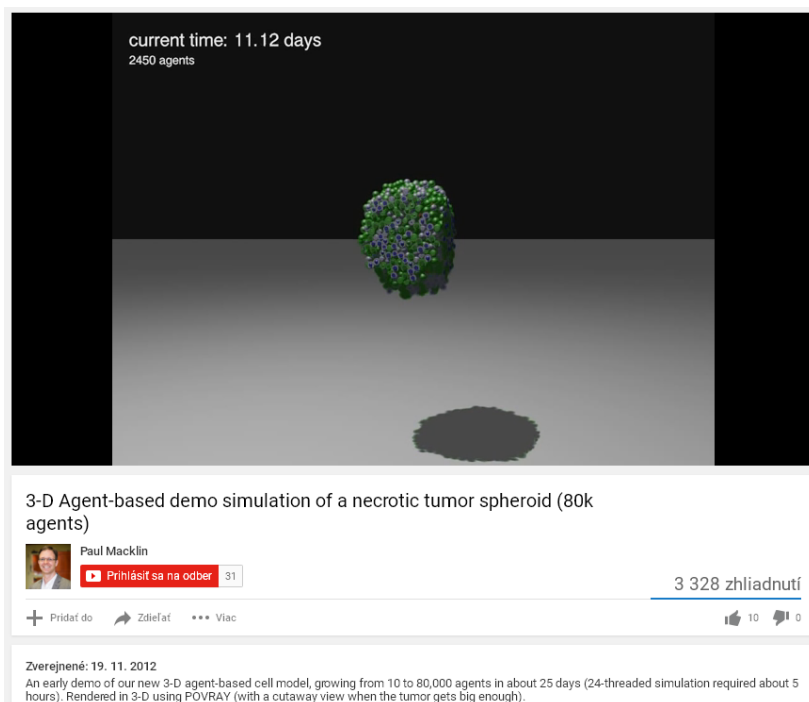 current time: 11.12 days
2450 agents
3-D Agent-based demo simulation of a necrotic tumor spheroid (80k
agents)
Paul Macklin
Prihlásiť sa na odber 31
3 328 zhliadnutí
Pridať do Zdieľať Viac 10 0
Zverejnené: 19. 11. 2012
An early demo of our new 3-D agent-based cell model, growing from 10 to 80,000 agents in about 25 days (24-threaded simulation required about 5
hours). Rendered in 3-D using POVRAY (with a cutaway view when the tumor gets big enough).